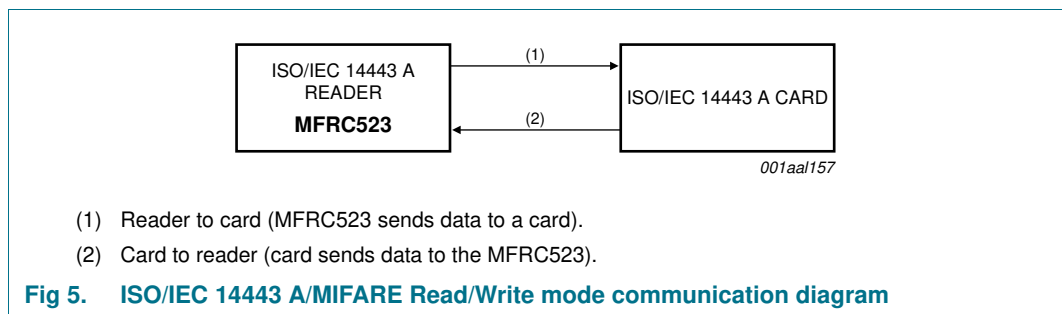 ISO/IEC 14443 A
READER
MFRC523
(1)
(2)
ISO/IEC 14443 A CARD
001aal157
(1) Reader to card (MFRC523 sends data to a card).
(2) Card to reader (card sends data to the MFRC523).
Fig 5. ISO/IEC 14443 A/MIFARE Read/Write mode communication diagram